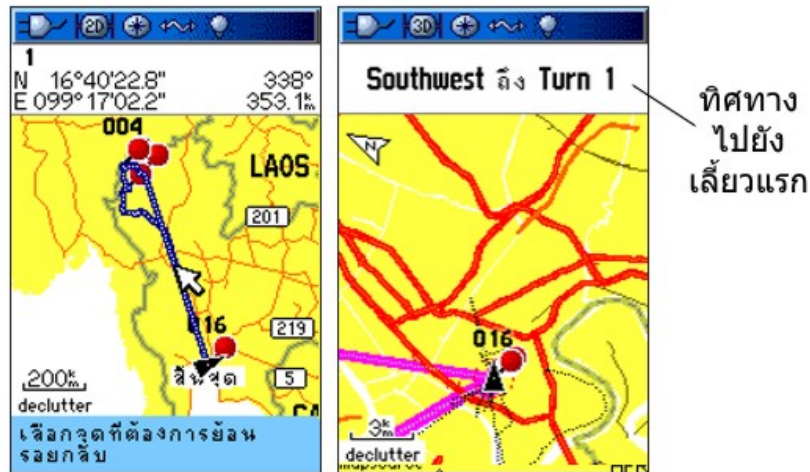 2D
1
N 16°40'22.8" 338°
E 099°17'02.2" 353.1km
004
LAOS
201
016
219
สิ้นสุด
5
200km
declutter
เลือกจุดที่ต้องการย้อน
รอยกลับ
3D
Southwest ถึง Turn 1
016
3km
declutter
mapsource
ทิศทาง
ไปยัง
เลี้ยวแรก